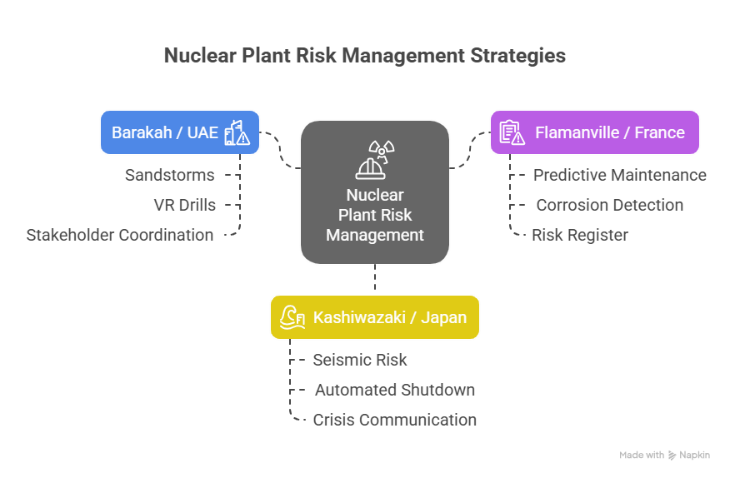 Nuclear Plant Risk Management Strategies
Barakah / UAE
Sandstorms
VR Drills
Stakeholder Coordination
Nuclear
Plant Risk
Management
Flamanville / France
Predictive Maintenance
Corrosion Detection
Risk Register
Kashiwazaki / Japan
Seismic Risk
Automated Shutdown
Crisis Communication
Made with Napkin